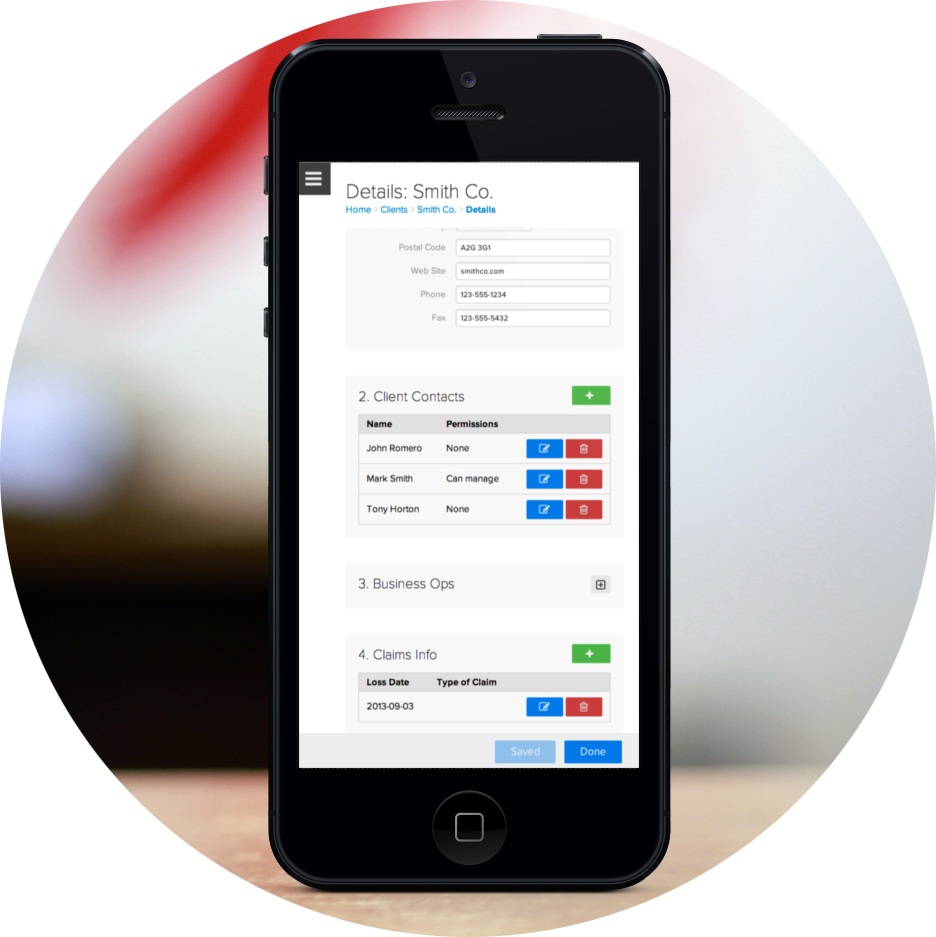 Details: Smith Co.
Home > Clients > Smith Co. > Details
Postal Code A2G 3G1
Web Site smithco.com
Phone 123-555-1234
Fax 123-555-5432
2. Client Contacts +
Name Permissions
John Romero None
Mark Smith Can manage
Tony Horton None
3. Business Ops
4. Claims Info +
Loss Date Type of Claim
2013-09-03
Saved Done